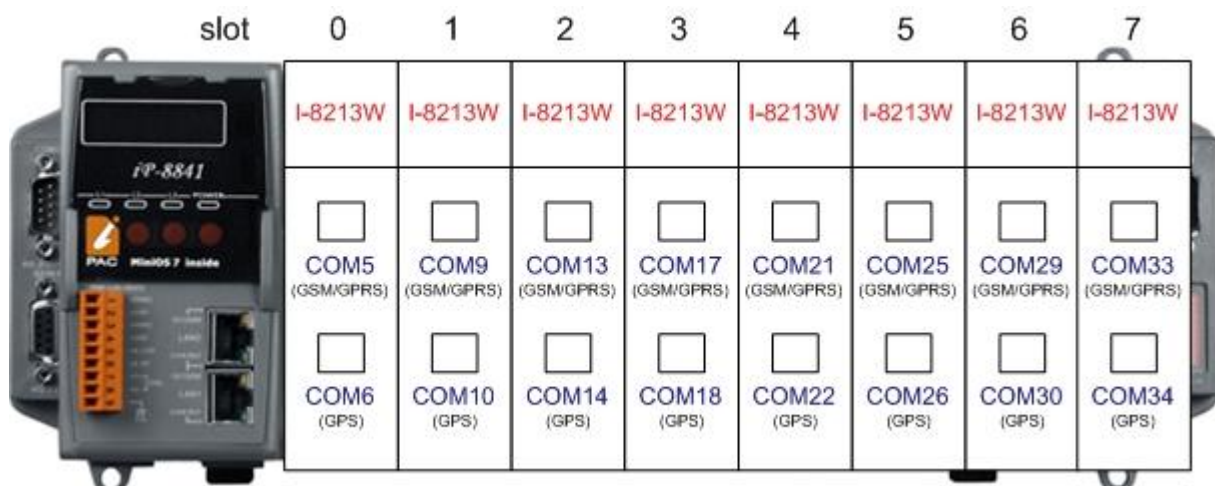 slot 0 1 2 3 4 5 6 7
I-8213W I-8213W I-8213W I-8213W I-8213W I-8213W I-8213W I-8213W
iP-8841
POWER
PAC MiniOS 7 inside
COM5 COM9 COM13 COM17 COM21 COM25 COM29 COM33
(GSM/GPRS) (GSM/GPRS) (GSM/GPRS) (GSM/GPRS) (GSM/GPRS) (GSM/GPRS) (GSM/GPRS) (GSM/GPRS)
LAN2
COM6 COM10 COM14 COM18 COM22 COM26 COM30 COM34
(GPS) (GPS) (GPS) (GPS) (GPS) (GPS) (GPS) (GPS)
LAN1